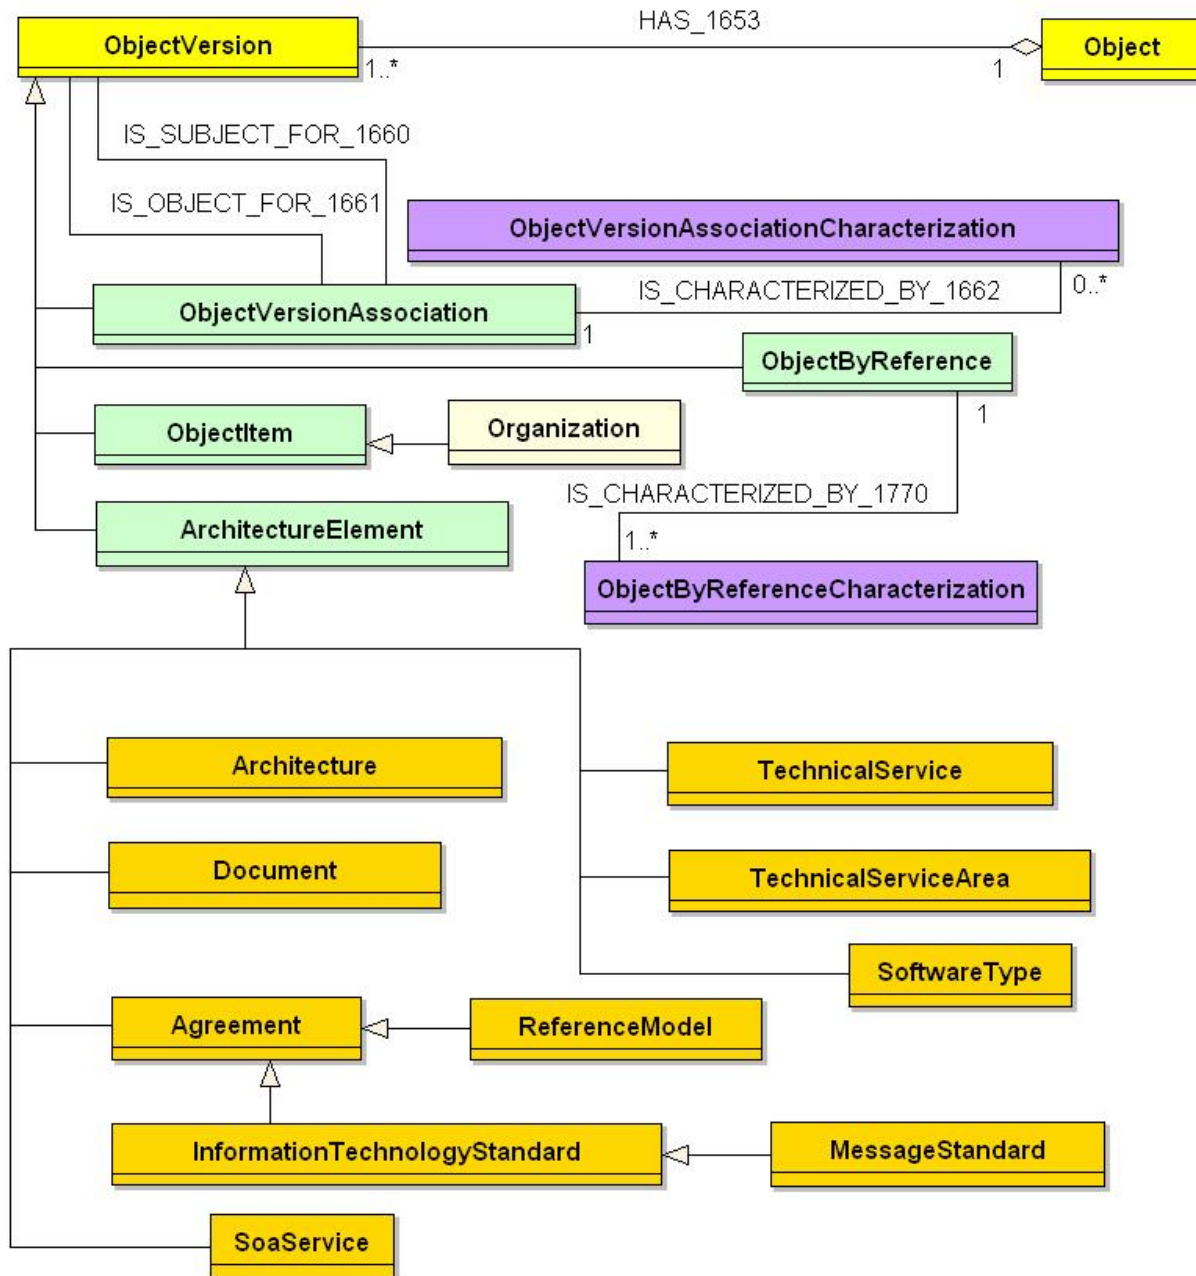 HAS_1653
ObjectVersion
Object
1..*
1
IS_SUBJECT_FOR_1660
IS_OBJECT_FOR_1661
ObjectVersionAssociationCharacterization
IS_CHARACTERIZED_BY_1662
0..*
ObjectVersionAssociation
1
ObjectByReference
1
ObjectItem
Organization
IS_CHARACTERIZED_BY_1770
ArchitectureElement
1..*
ObjectByReferenceCharacterization
Architecture
TechnicalService
Document
TechnicalServiceArea
SoftwareType
Agreement
ReferenceModel
InformationTechnologyStandard
MessageStandard
SoaService